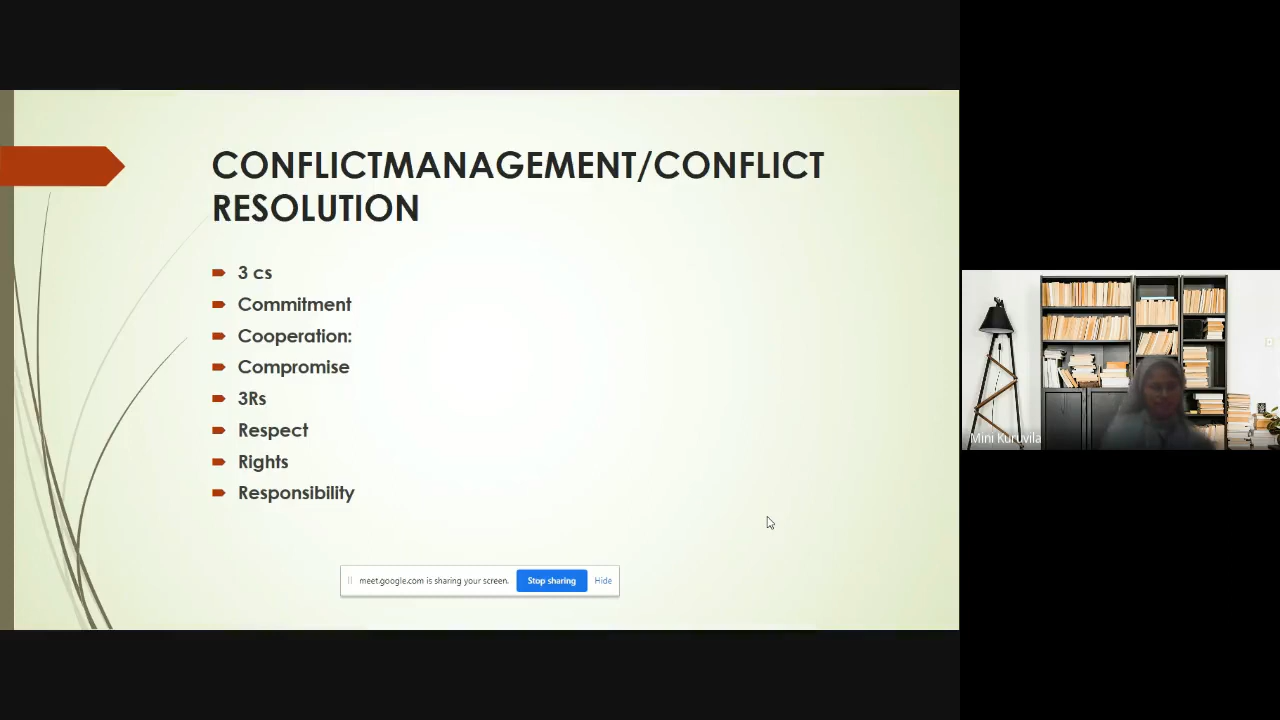 CONFLICTMANAGEMENT/CONFLICT
RESOLUTION
3 cs
Commitment
Cooperation:
Compromise
3Rs
Respect
Rights
Responsibility
meet.google.com is sharing your screen. Stop sharing Hide
Mini Kuruvila